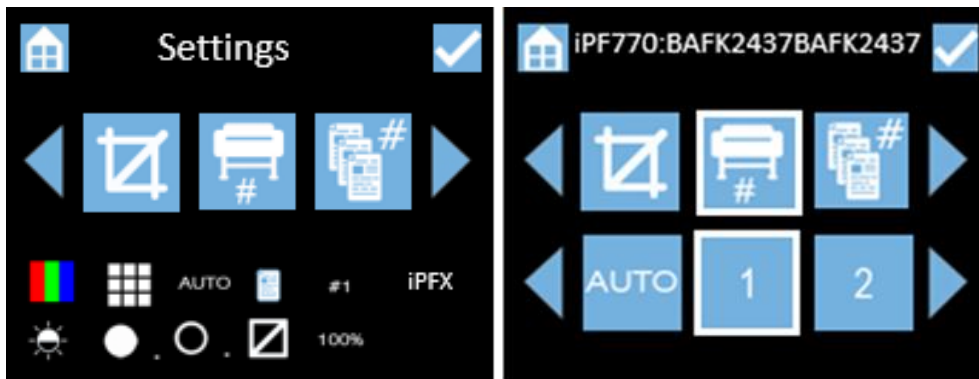 Settings
# #
AUTO #1 iPFX
100%
iPF770:BAFK2437BAFK2437
# #
AUTO 1 2